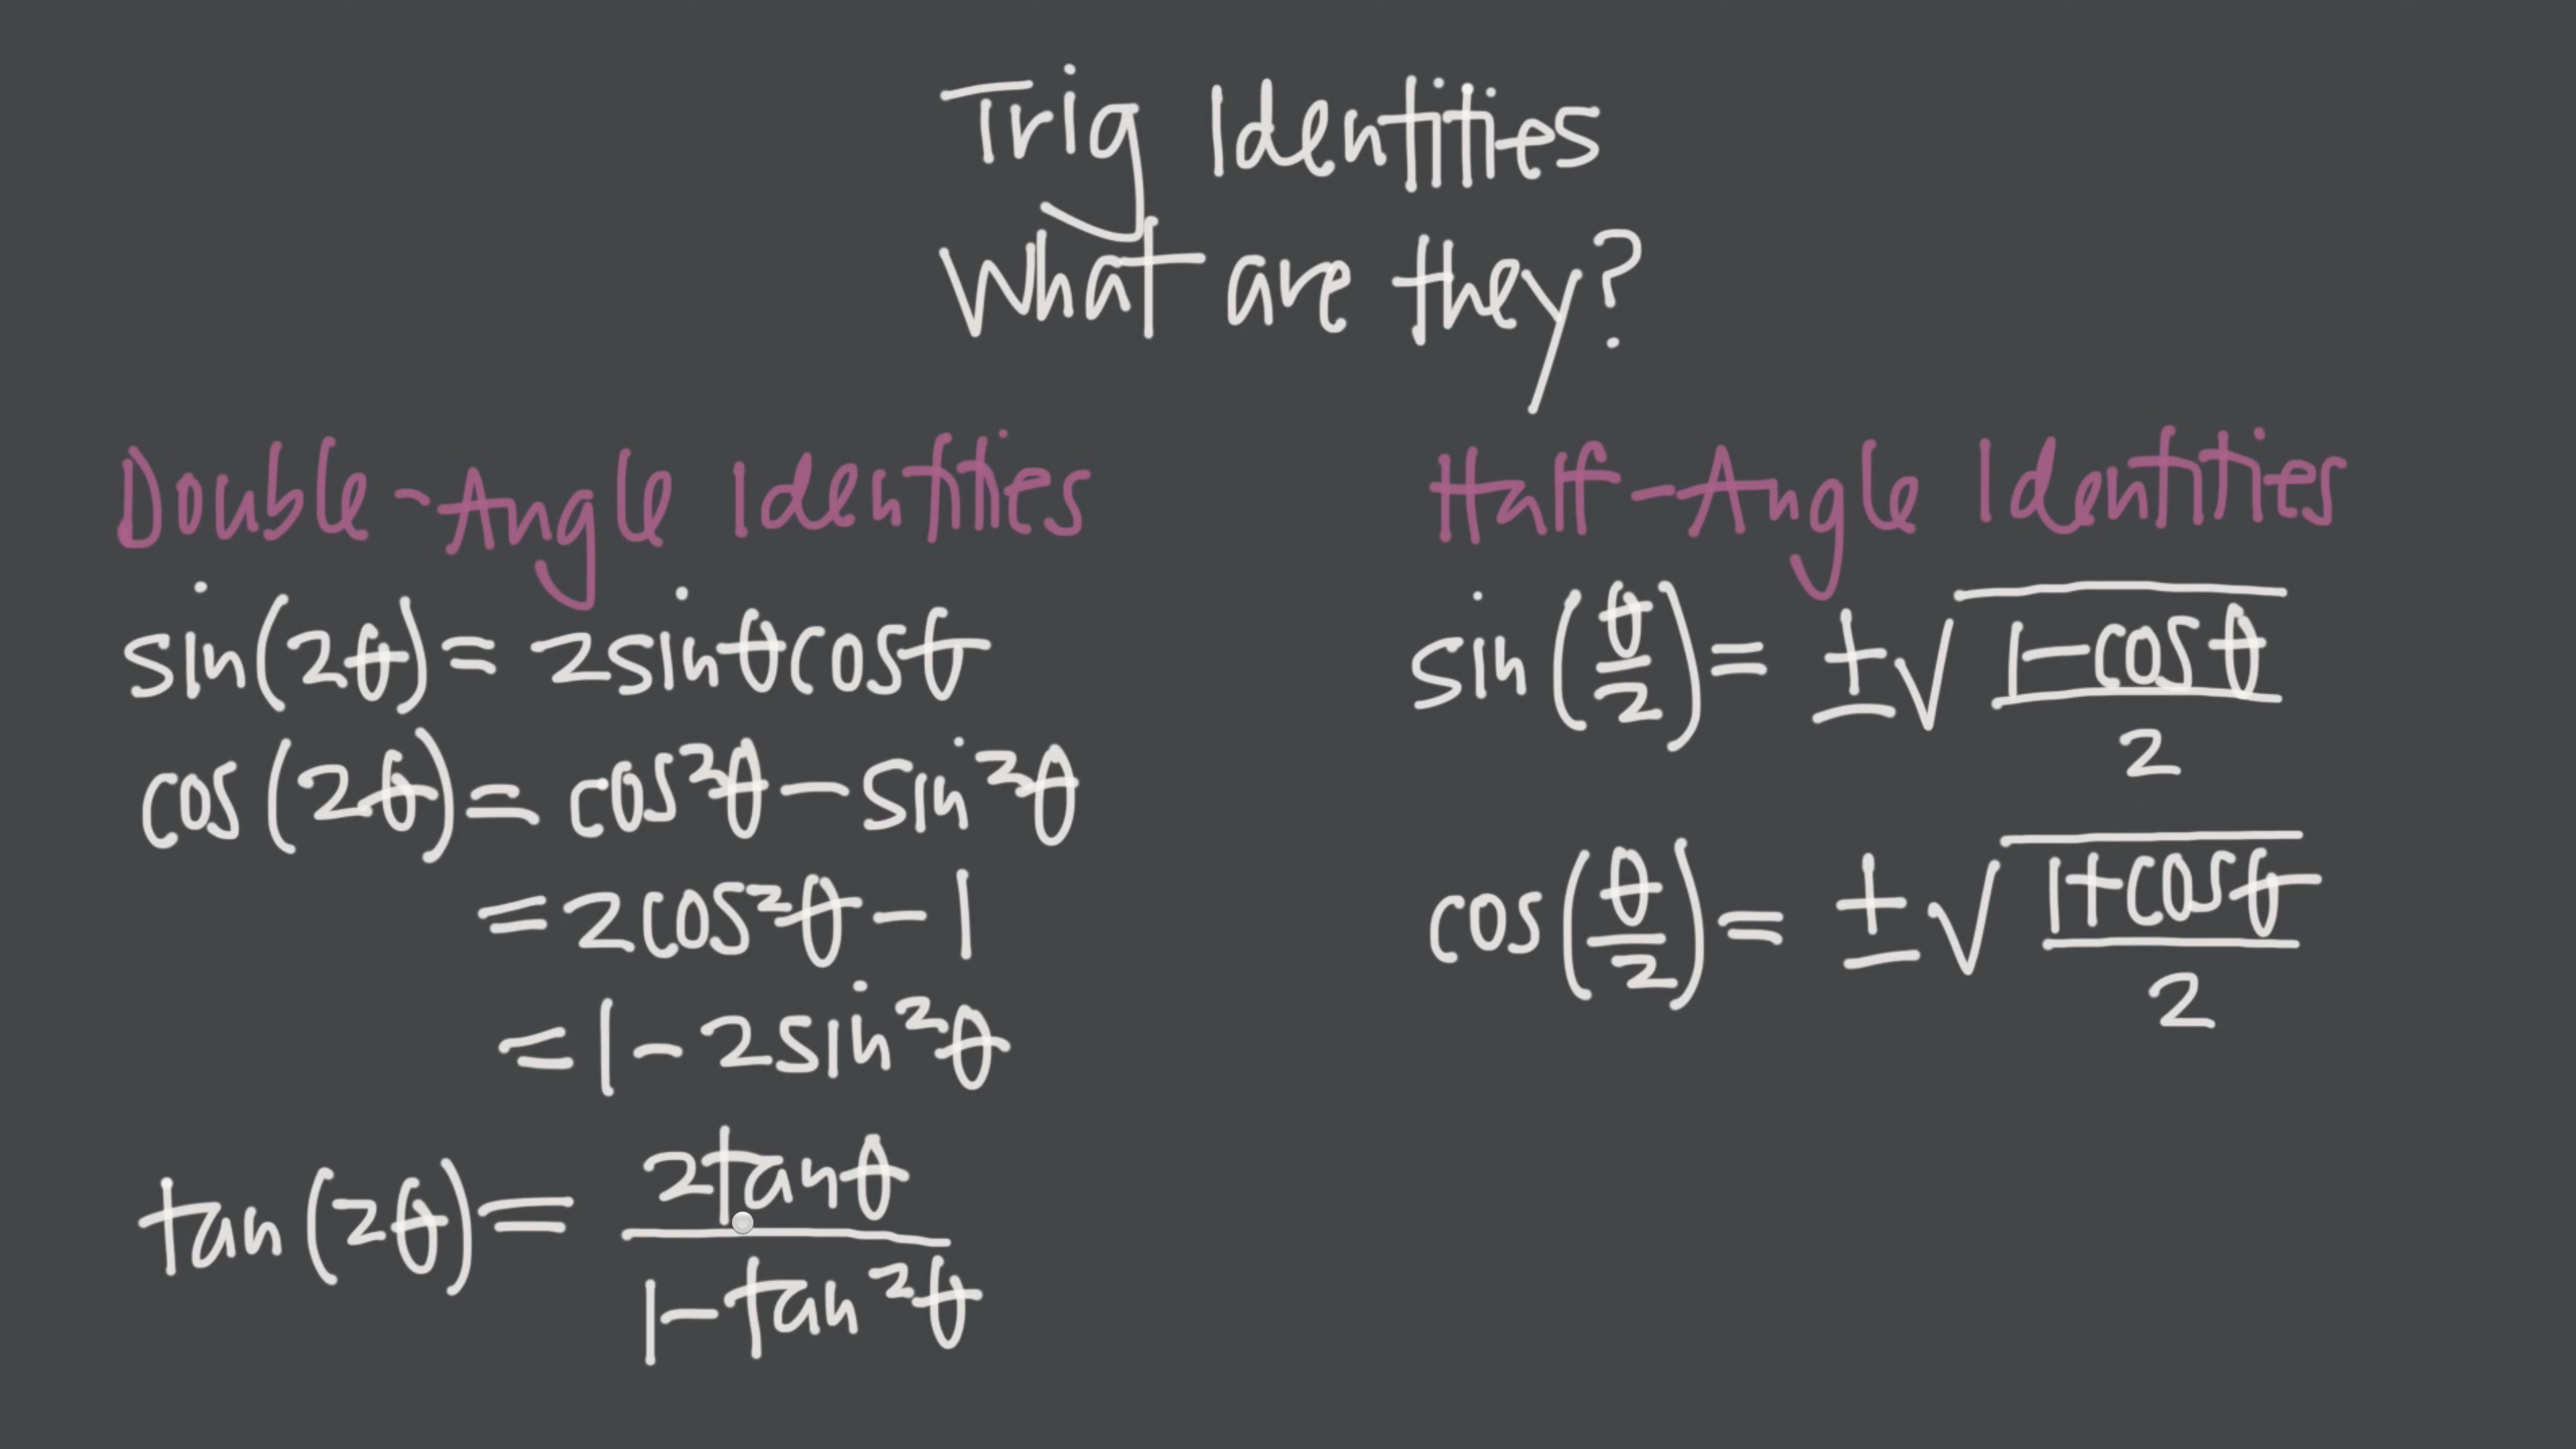 Trig Identities
What are they?
Double-Angle Identities
sin(2θ) = 2sinθcosθ
cos(2θ) = cos²θ - sin²θ
= 2cos²θ - 1
= 1 - 2sin²θ
tan(2θ) = 2tanθ / 1 - tan²θ
Half-Angle Identities
sin(θ/2) = ±√(1 - cosθ / 2)
cos(θ/2) = ±√(1 + cosθ / 2)